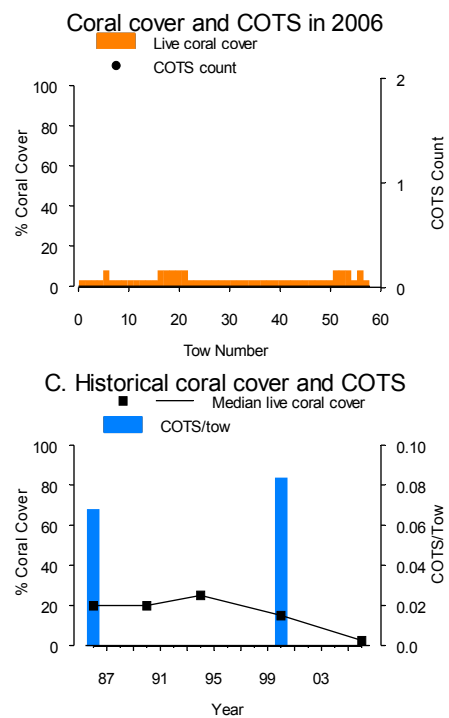 Coral cover and COTS in 2006
Live coral cover
COTS count
100
80
60
40
20
0
2
1
0
% Coral Cover
COTS Count
0 10 20 30 40 50 60
Tow Number
C. Historical coral cover and COTS
Median live coral cover
COTS/tow
100
80
60
40
20
0
0.10
0.08
0.06
0.04
0.02
0.0
% Coral Cover
COTS/Tow
87 91 95 99 03
Year